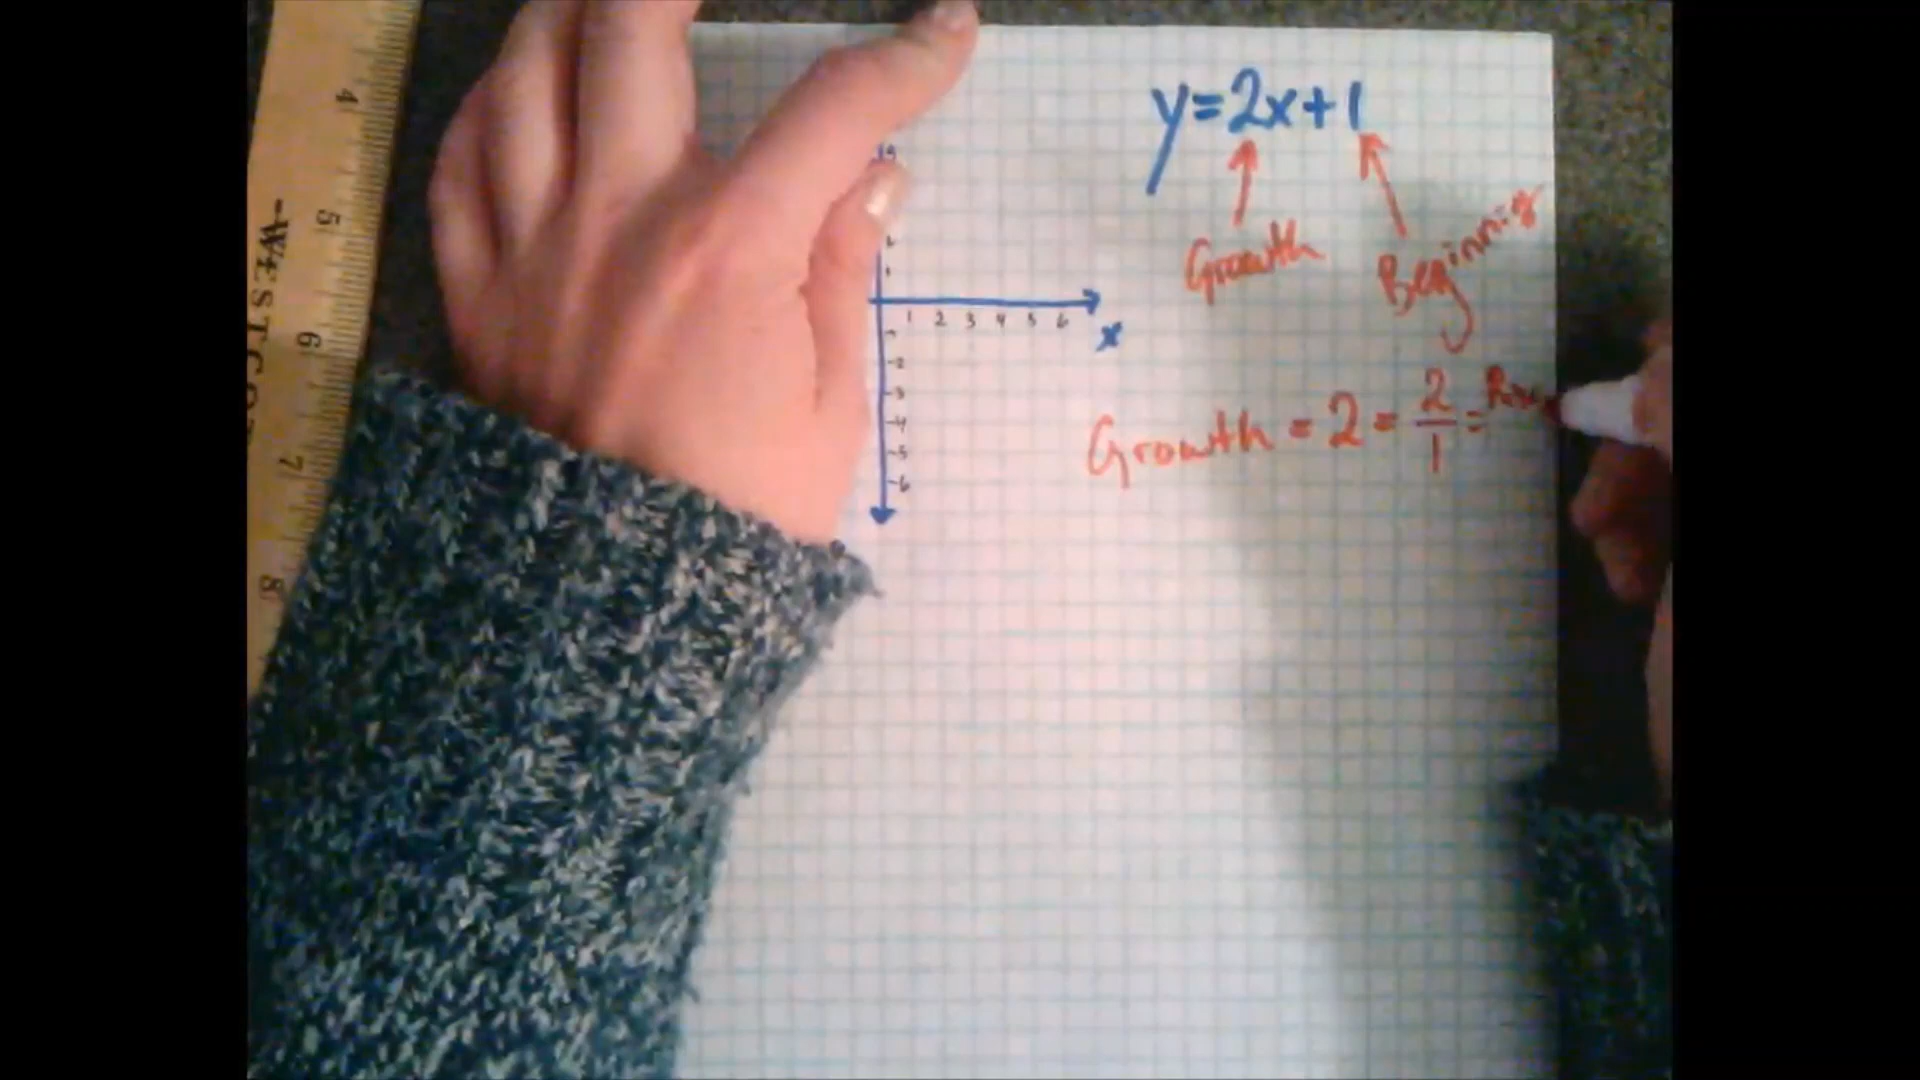 y=2x+1
Growth
Beginning
Growth = 2 = 2/1 =
1 2 3 4 5 6
x
1
-2
-3
-4
-5
-6
4
5
6
7
8